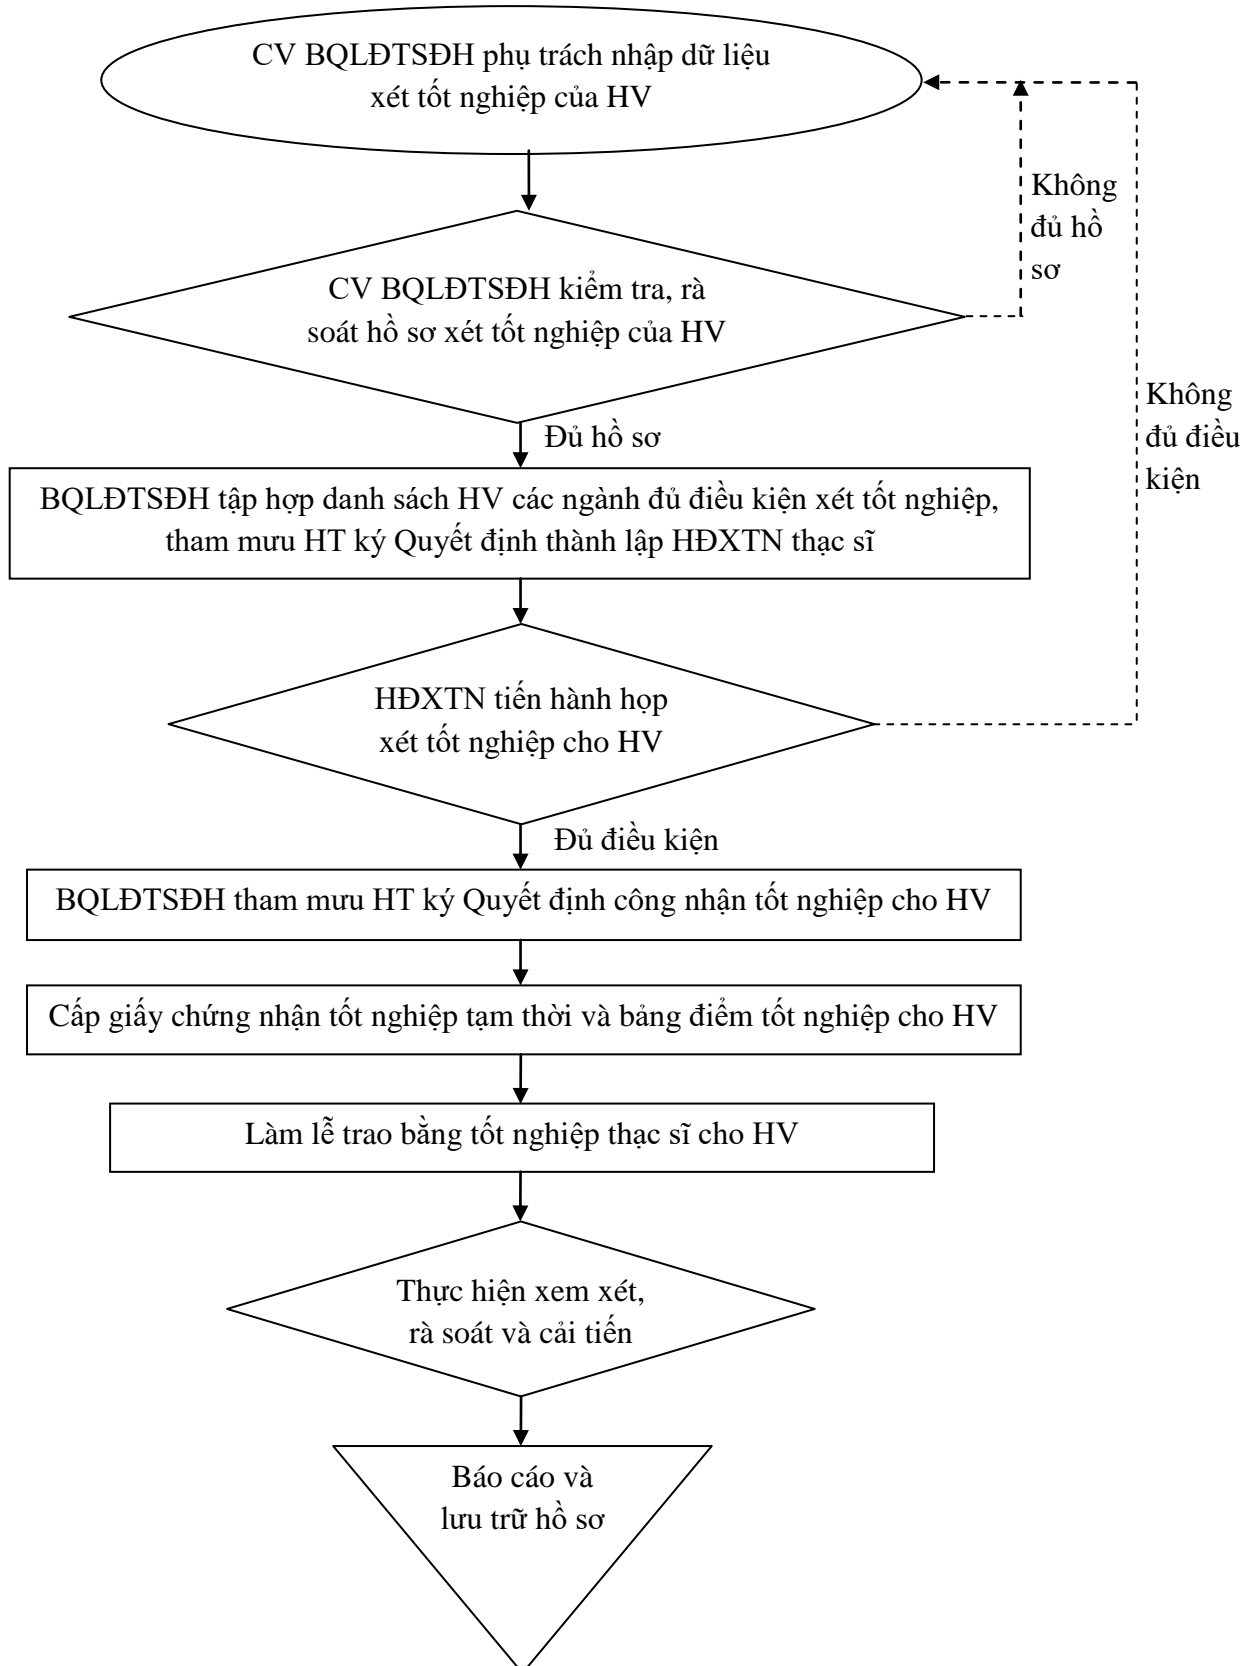 CV BQLĐTSĐH phụ trách nhập dữ liệu
xét tốt nghiệp của HV
Không
đủ hồ
sơ
CV BQLĐTSĐH kiểm tra, rà
soát hồ sơ xét tốt nghiệp của HV
Không
đủ điều
kiện
Đủ hồ sơ
BQLĐTSĐH tập hợp danh sách HV các ngành đủ điều kiện xét tốt nghiệp,
tham mưu HT ký Quyết định thành lập HĐXTN thạc sĩ
HĐXTN tiến hành họp
xét tốt nghiệp cho HV
Đủ điều kiện
BQLĐTSĐH tham mưu HT ký Quyết định công nhận tốt nghiệp cho HV
Cấp giấy chứng nhận tốt nghiệp tạm thời và bảng điểm tốt nghiệp cho HV
Làm lễ trao bằng tốt nghiệp thạc sĩ cho HV
Thực hiện xem xét,
rà soát và cải tiến
Báo cáo và
lưu trữ hồ sơ